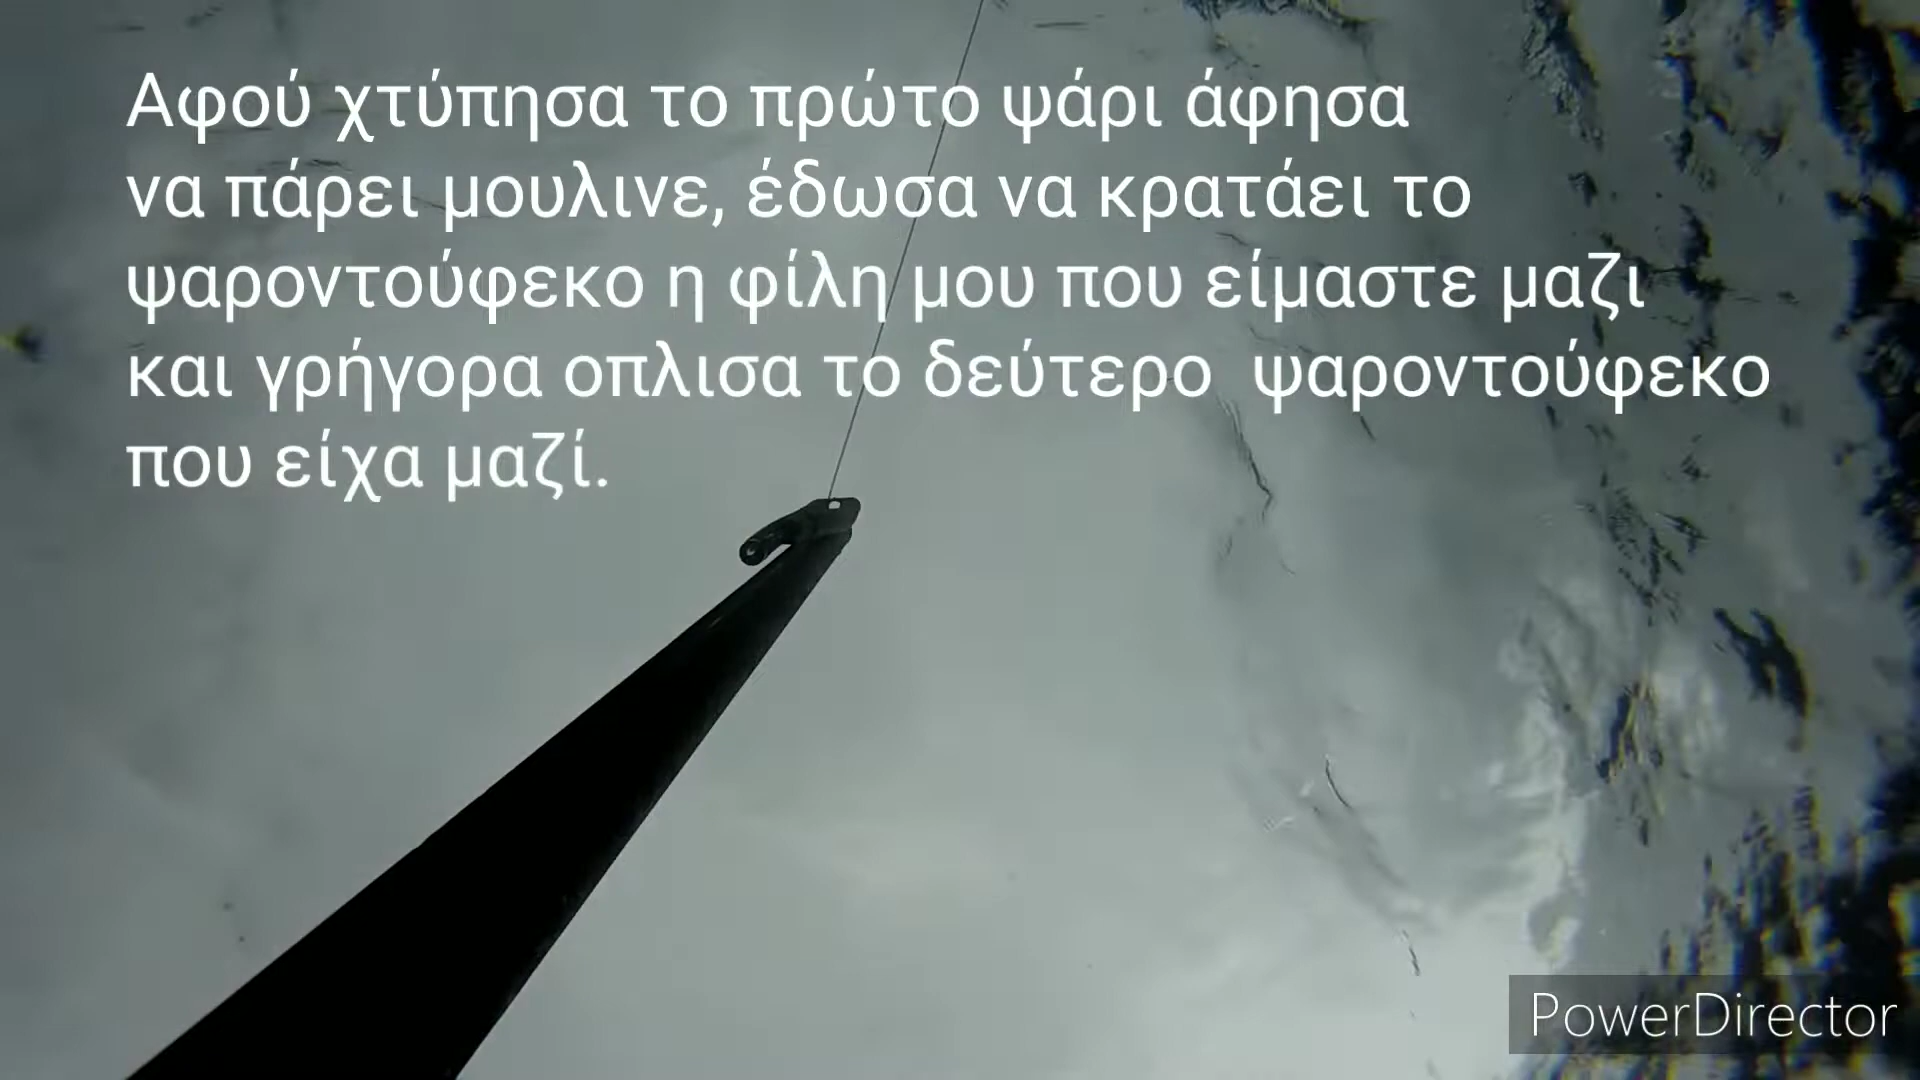 Αφού χτύπησα το πρώτο ψάρι άφησα
να πάρει μουλινε, έδωσα να κρατάει το
ψαροντούφεκο η φίλη μου που είμαστε μαζι
και γρήγορα οπλισα το δεύτερο  ψαροντούφεκο
που είχα μαζί.
PowerDirector